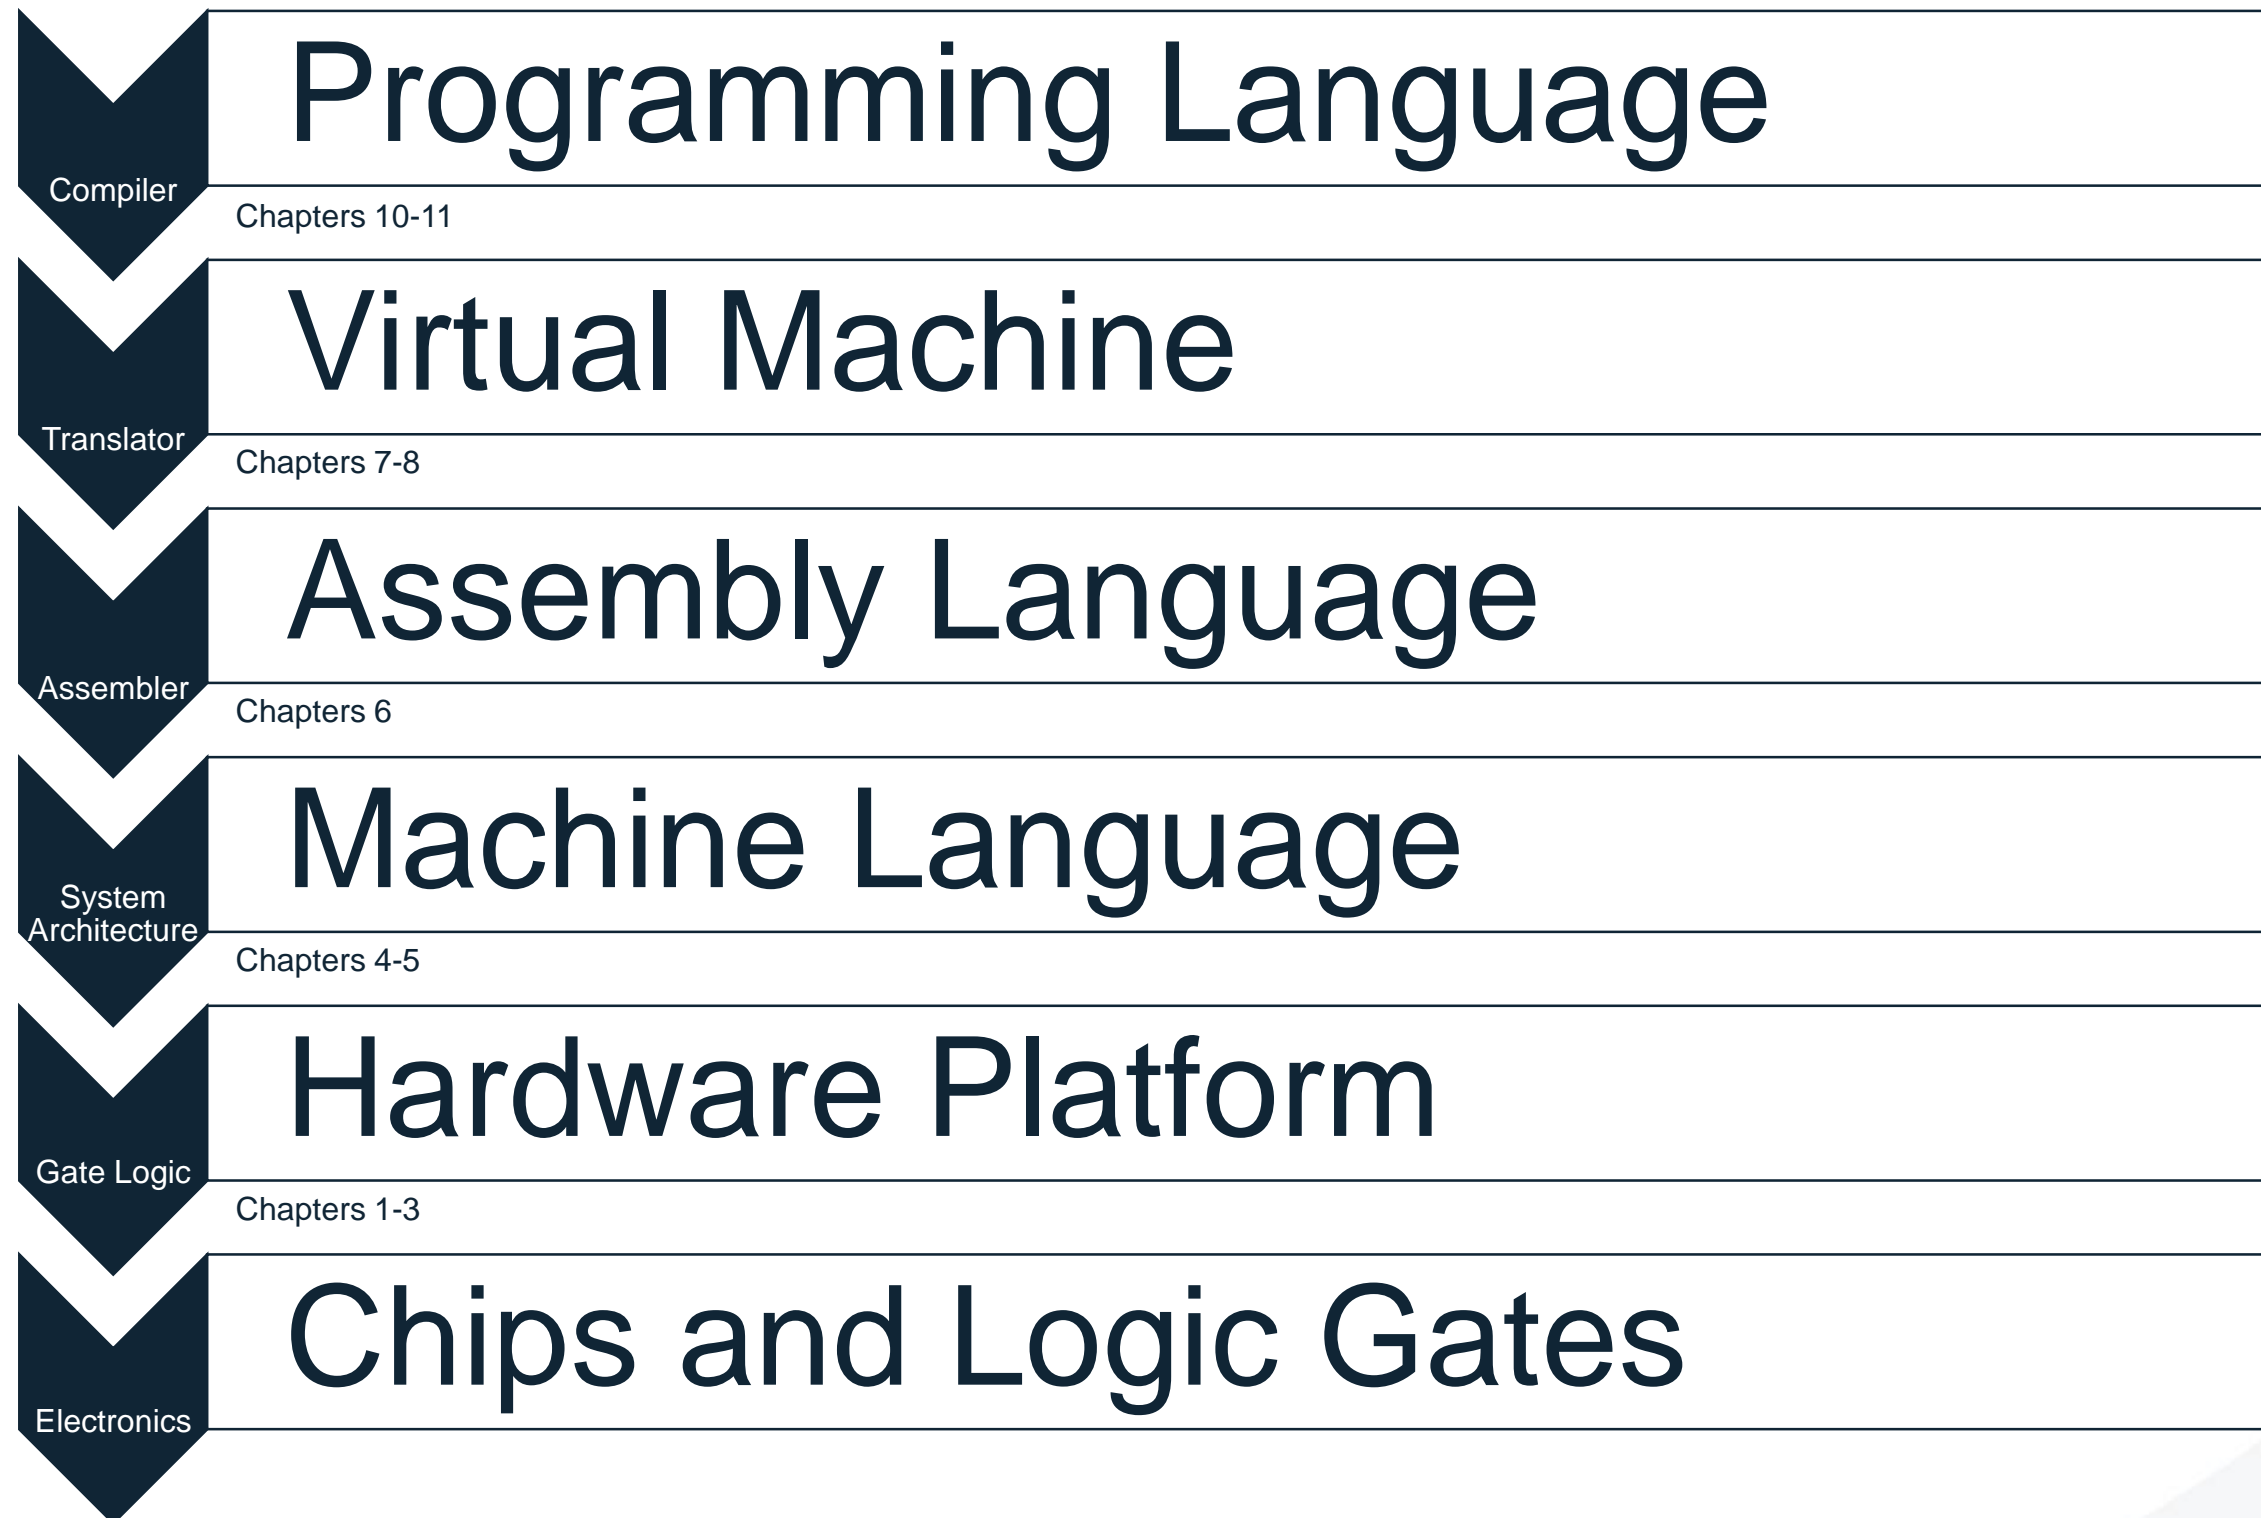 Programming Language
Compiler
Chapters 10-11
Virtual Machine
Translator
Chapters 7-8
Assembly Language
Assembler
Chapters 6
Machine Language
System
Architecture
Chapters 4-5
Hardware Platform
Gate Logic
Chapters 1-3
Chips and Logic Gates
Electronics